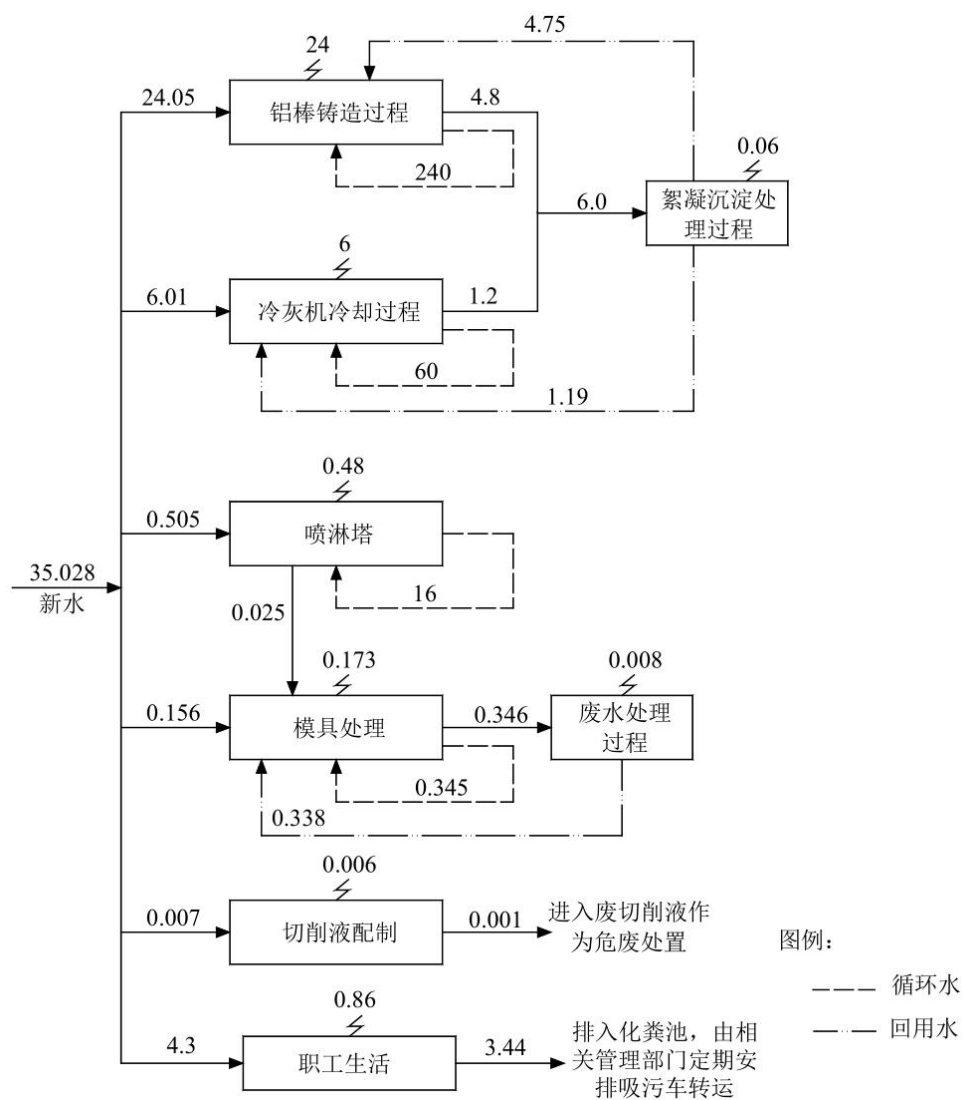 4.75
24
24.05
铝棒铸造过程
4.8
240
0.06
6.0
絮凝沉淀处
理过程
6
6.01
冷灰机冷却过程
1.2
60
1.19
0.48
0.505
喷淋塔
16
35.028
新水
0.025
0.173
0.008
0.156
模具处理
0.346
废水处理
过程
0.345
0.338
0.006
0.007
切削液配制
0.001
进入废切削液作
为危废处置
图例：
循环水
回用水
0.86
4.3
职工生活
3.44
排入化粪池，由相
关管理部门定期安
排吸污车转运